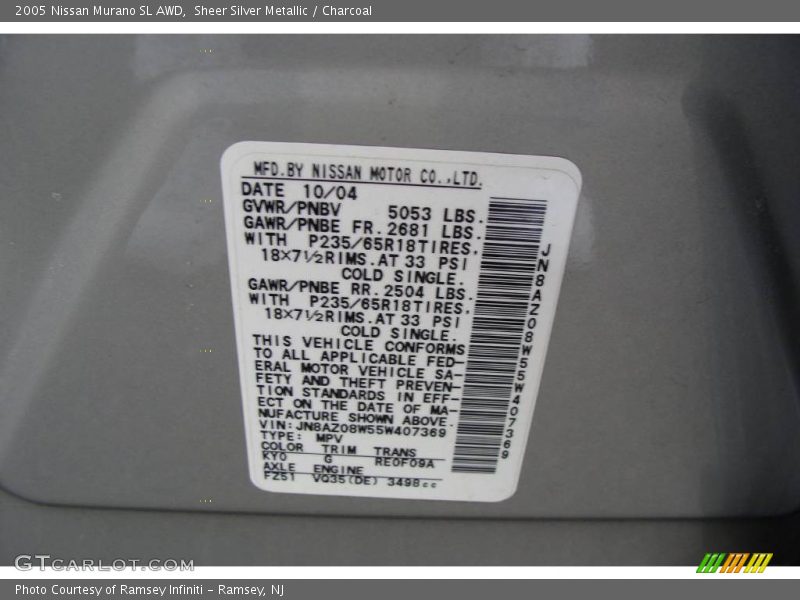 2005 Nissan Murano SL AWD,  Sheer Silver Metallic / Charcoal
MFD.BY NISSAN MOTOR CO.,LTD.
DATE 10/04
GVWR/PNBV 5053 LBS.
GAWR/PNBE FR. 2681 LBS.
WITH P235/65R18TIRES,
18×7½RIMS.AT 33 PSI
COLD SINGLE.
GAWR/PNBE RR. 2504 LBS.
WITH P235/65R18TIRES,
18×7½RIMS.AT 33 PSI
COLD SINGLE.
THIS VEHICLE CONFORMS
TO ALL APPLICABLE FED-
ERAL MOTOR VEHICLE SA-
FETY AND THEFT PREVEN-
TION STANDARDS IN EFF-
ECT ON THE DATE OF MA-
NUFACTURE SHOWN ABOVE.
VIN:JN8AZ08W55W407369
TYPE: MPV
COLOR TRIM TRANS
KY0 G RE0F09A
AXLE ENGINE
FZ51 VQ35(DE) 3498cc
JN8AZ08W55W407369
GTCARLOT.COM
Photo Courtesy of Ramsey Infiniti - Ramsey, NJ